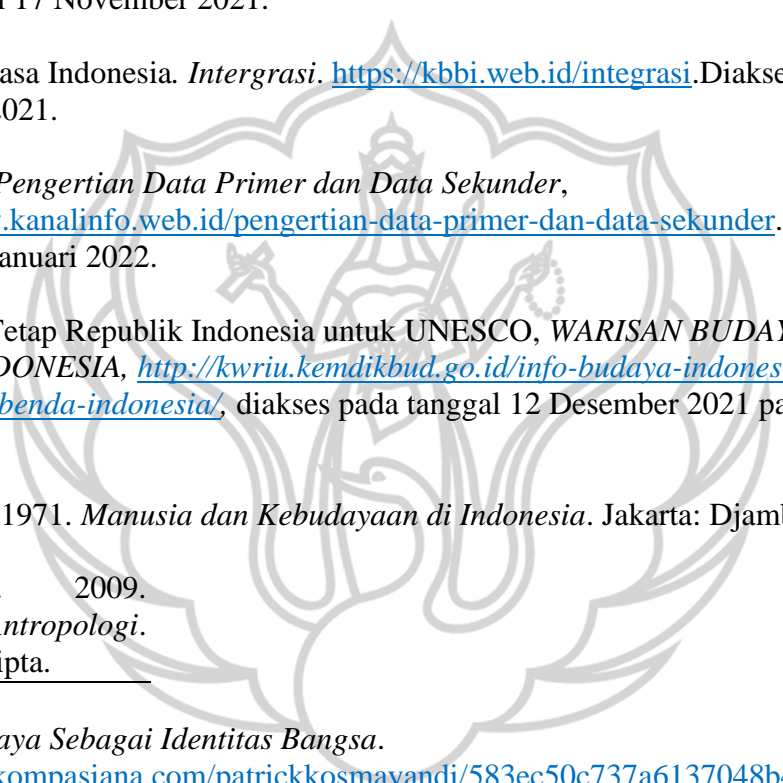 17 November 2021.
asa Indonesia. Intergrasi. https://kbbi.web.id/integrasi.Diakse
2021.
Pengertian Data Primer dan Data Sekunder,
.kanalinfo.web.id/pengertian-data-primer-dan-data-sekunder.
anuari 2022.
Tetap Republik Indonesia untuk UNESCO, WARISAN BUDAY
DONESIA, http://kwriu.kemdikbud.go.id/info-budaya-indones
benda-indonesia/, diakses pada tanggal 12 Desember 2021 pa
1971. Manusia dan Kebudayaan di Indonesia. Jakarta: Djamb
2009.
ntropologi.
ipta.
aya Sebagai Identitas Bangsa.
kompasiana.com/patrickkosmayandi/583ec50c737a6137048b4